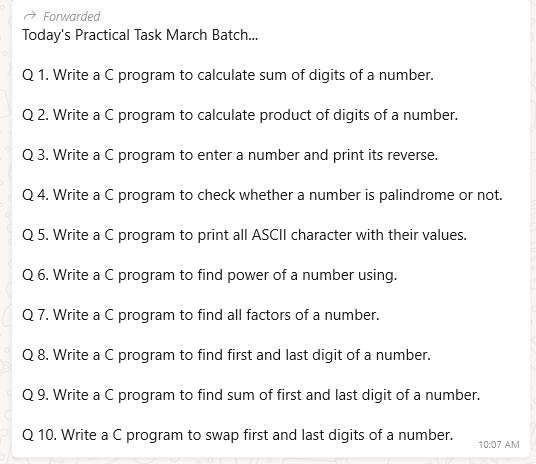 Forwarded
Today's Practical Task March Batch...
Q 1. Write a C program to calculate sum of digits of a number.
Q 2. Write a C program to calculate product of digits of a number.
Q 3. Write a C program to enter a number and print its reverse.
Q 4. Write a C program to check whether a number is palindrome or not.
Q 5. Write a C program to print all ASCII character with their values.
Q 6. Write a C program to find power of a number using.
Q 7. Write a C program to find all factors of a number.
Q 8. Write a C program to find first and last digit of a number.
Q 9. Write a C program to find sum of first and last digit of a number.
Q 10. Write a C program to swap first and last digits of a number.
10:07 AM